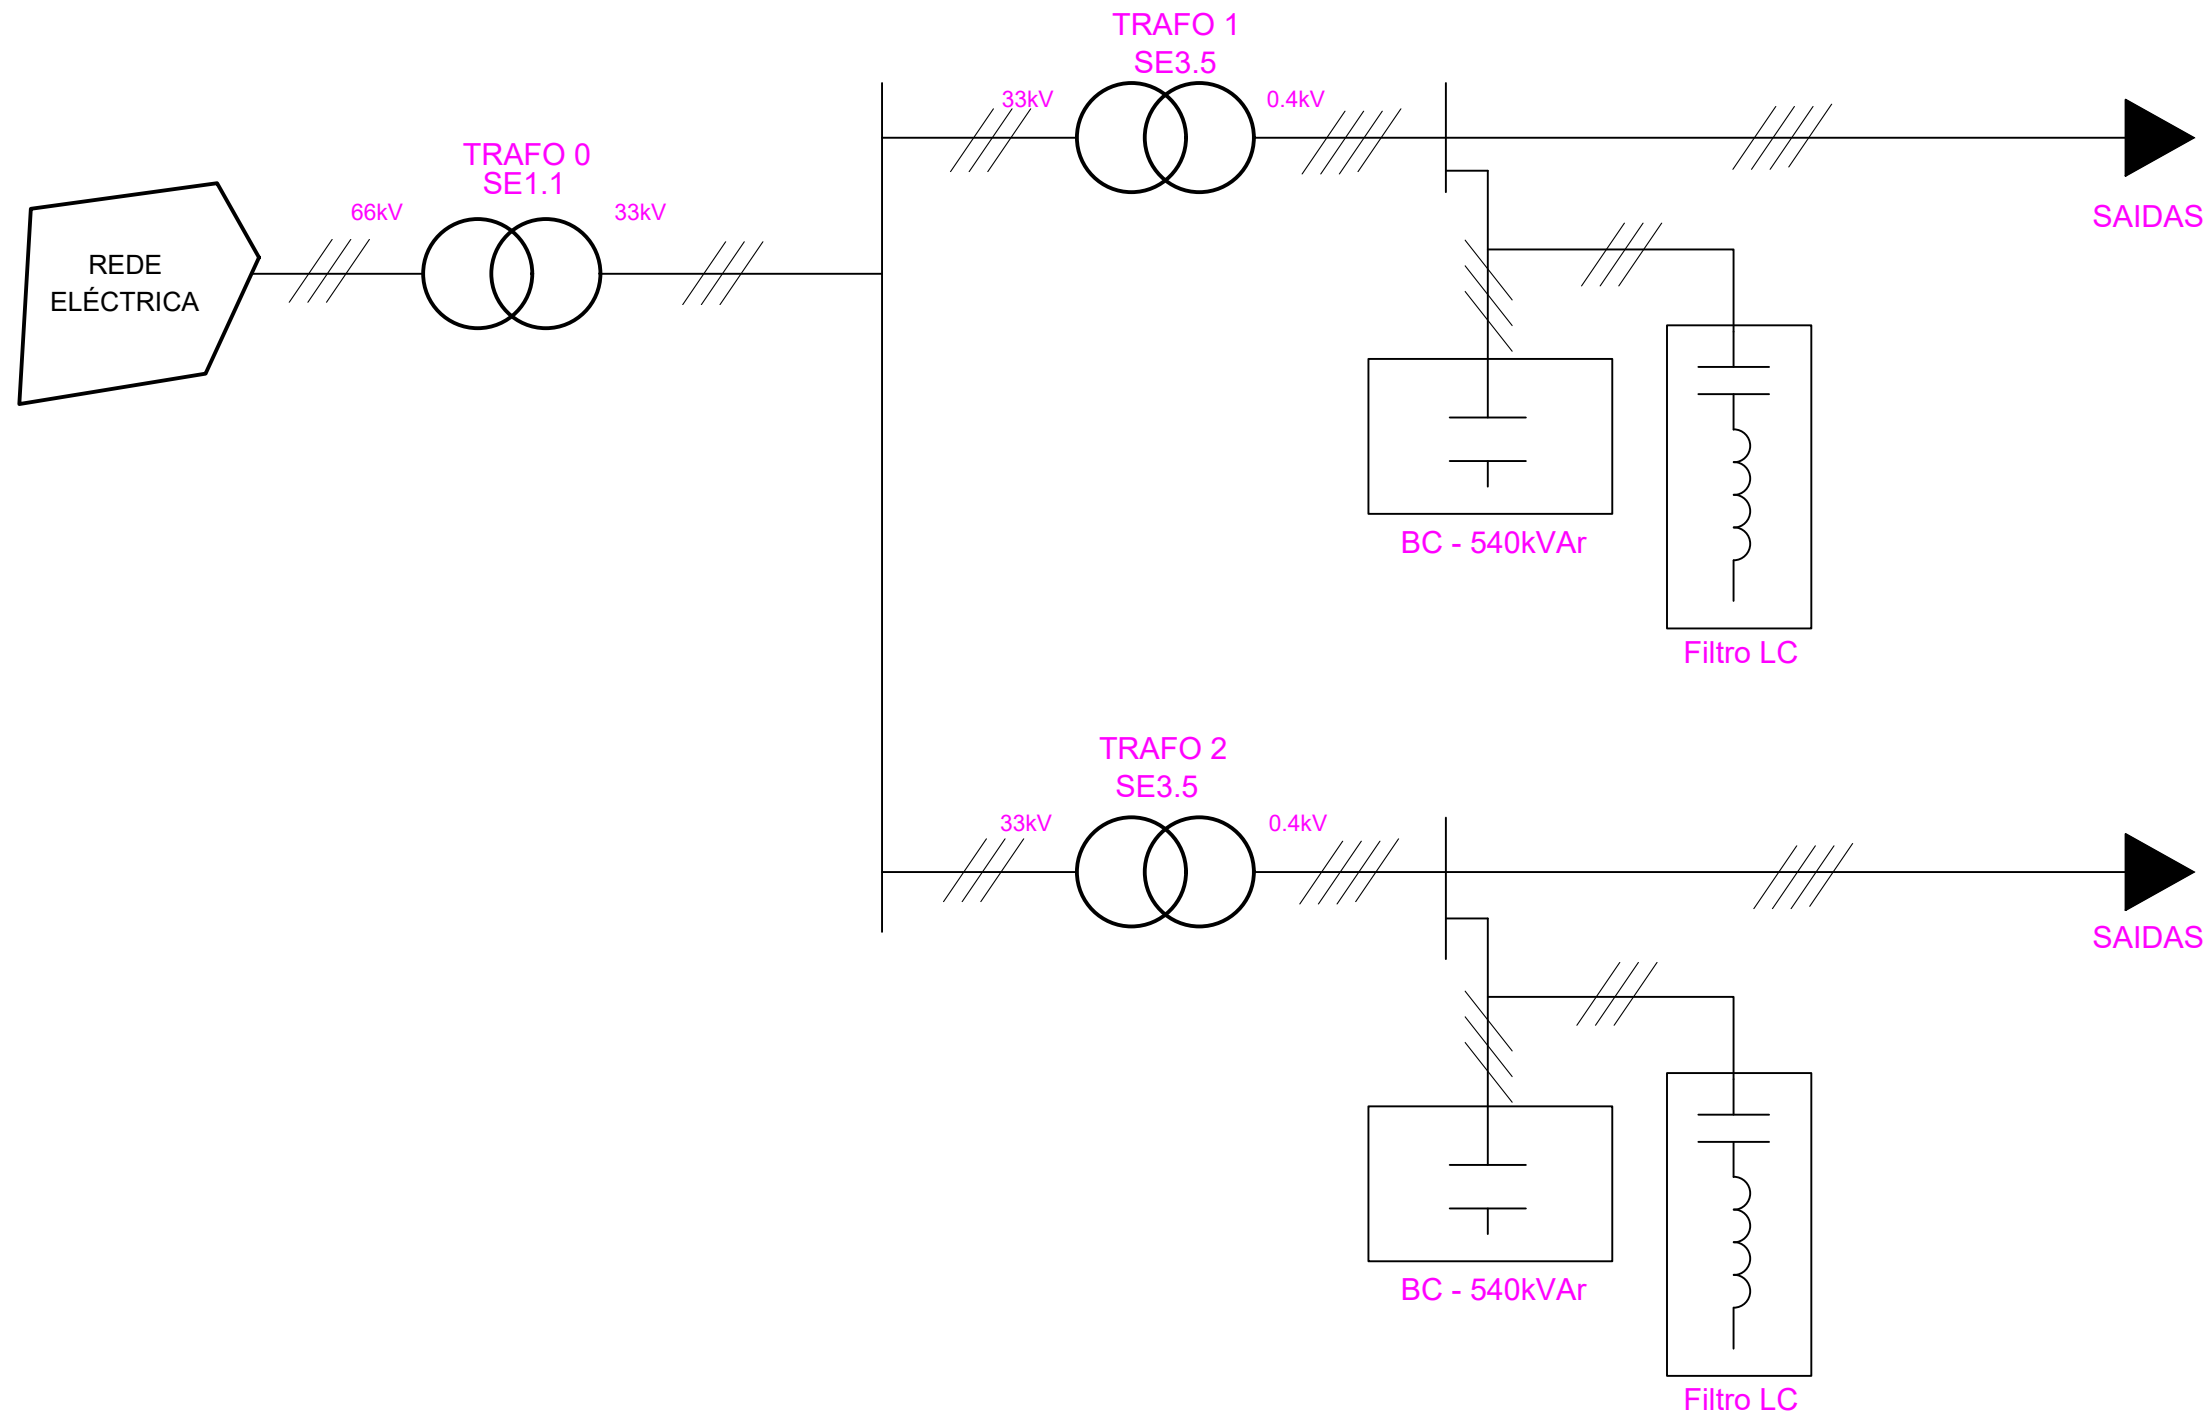 TRAFO 1
SE3.5
33kV
0.4kV
TRAFO 0
SE1.1
66kV
33kV
SAIDAS
REDE
ELÉCTRICA
BC - 540kVAr
Filtro LC
TRAFO 2
SE3.5
33kV
0.4kV
SAIDAS
BC - 540kVAr
Filtro LC